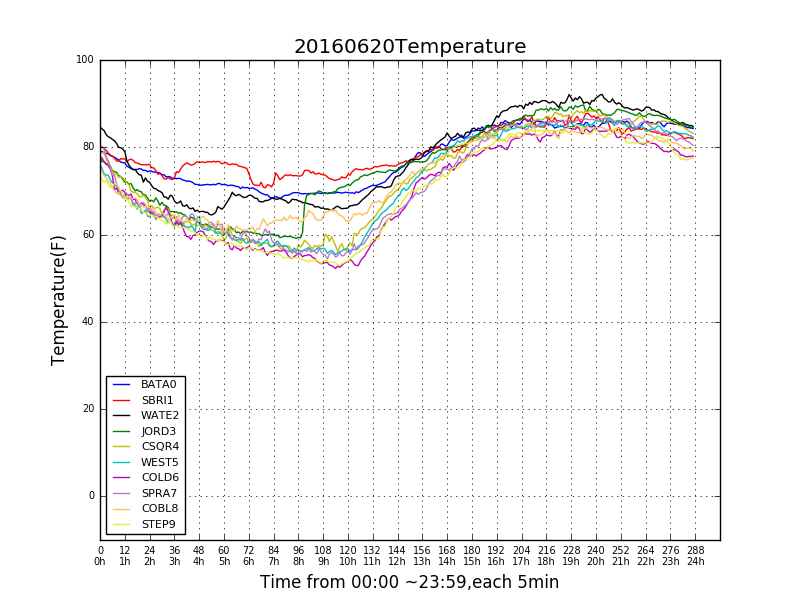 20160620Temperature
Temperature(F)
100
80
60
40
20
0
BATA0
SBRI1
WATE2
JORD3
CSQR4
WEST5
COLD6
SPRA7
COBL8
STEP9
0 12 24 36 48 60 72 84 96 108 120 132 144 156 168 180 192 204 216 228 240 252 264 276 288
0h 1h 2h 3h 4h 5h 6h 7h 8h 9h 10h 11h 12h 13h 14h 15h 16h 17h 18h 19h 20h 21h 22h 23h 24h
Time from 00:00 ~23:59,each 5min